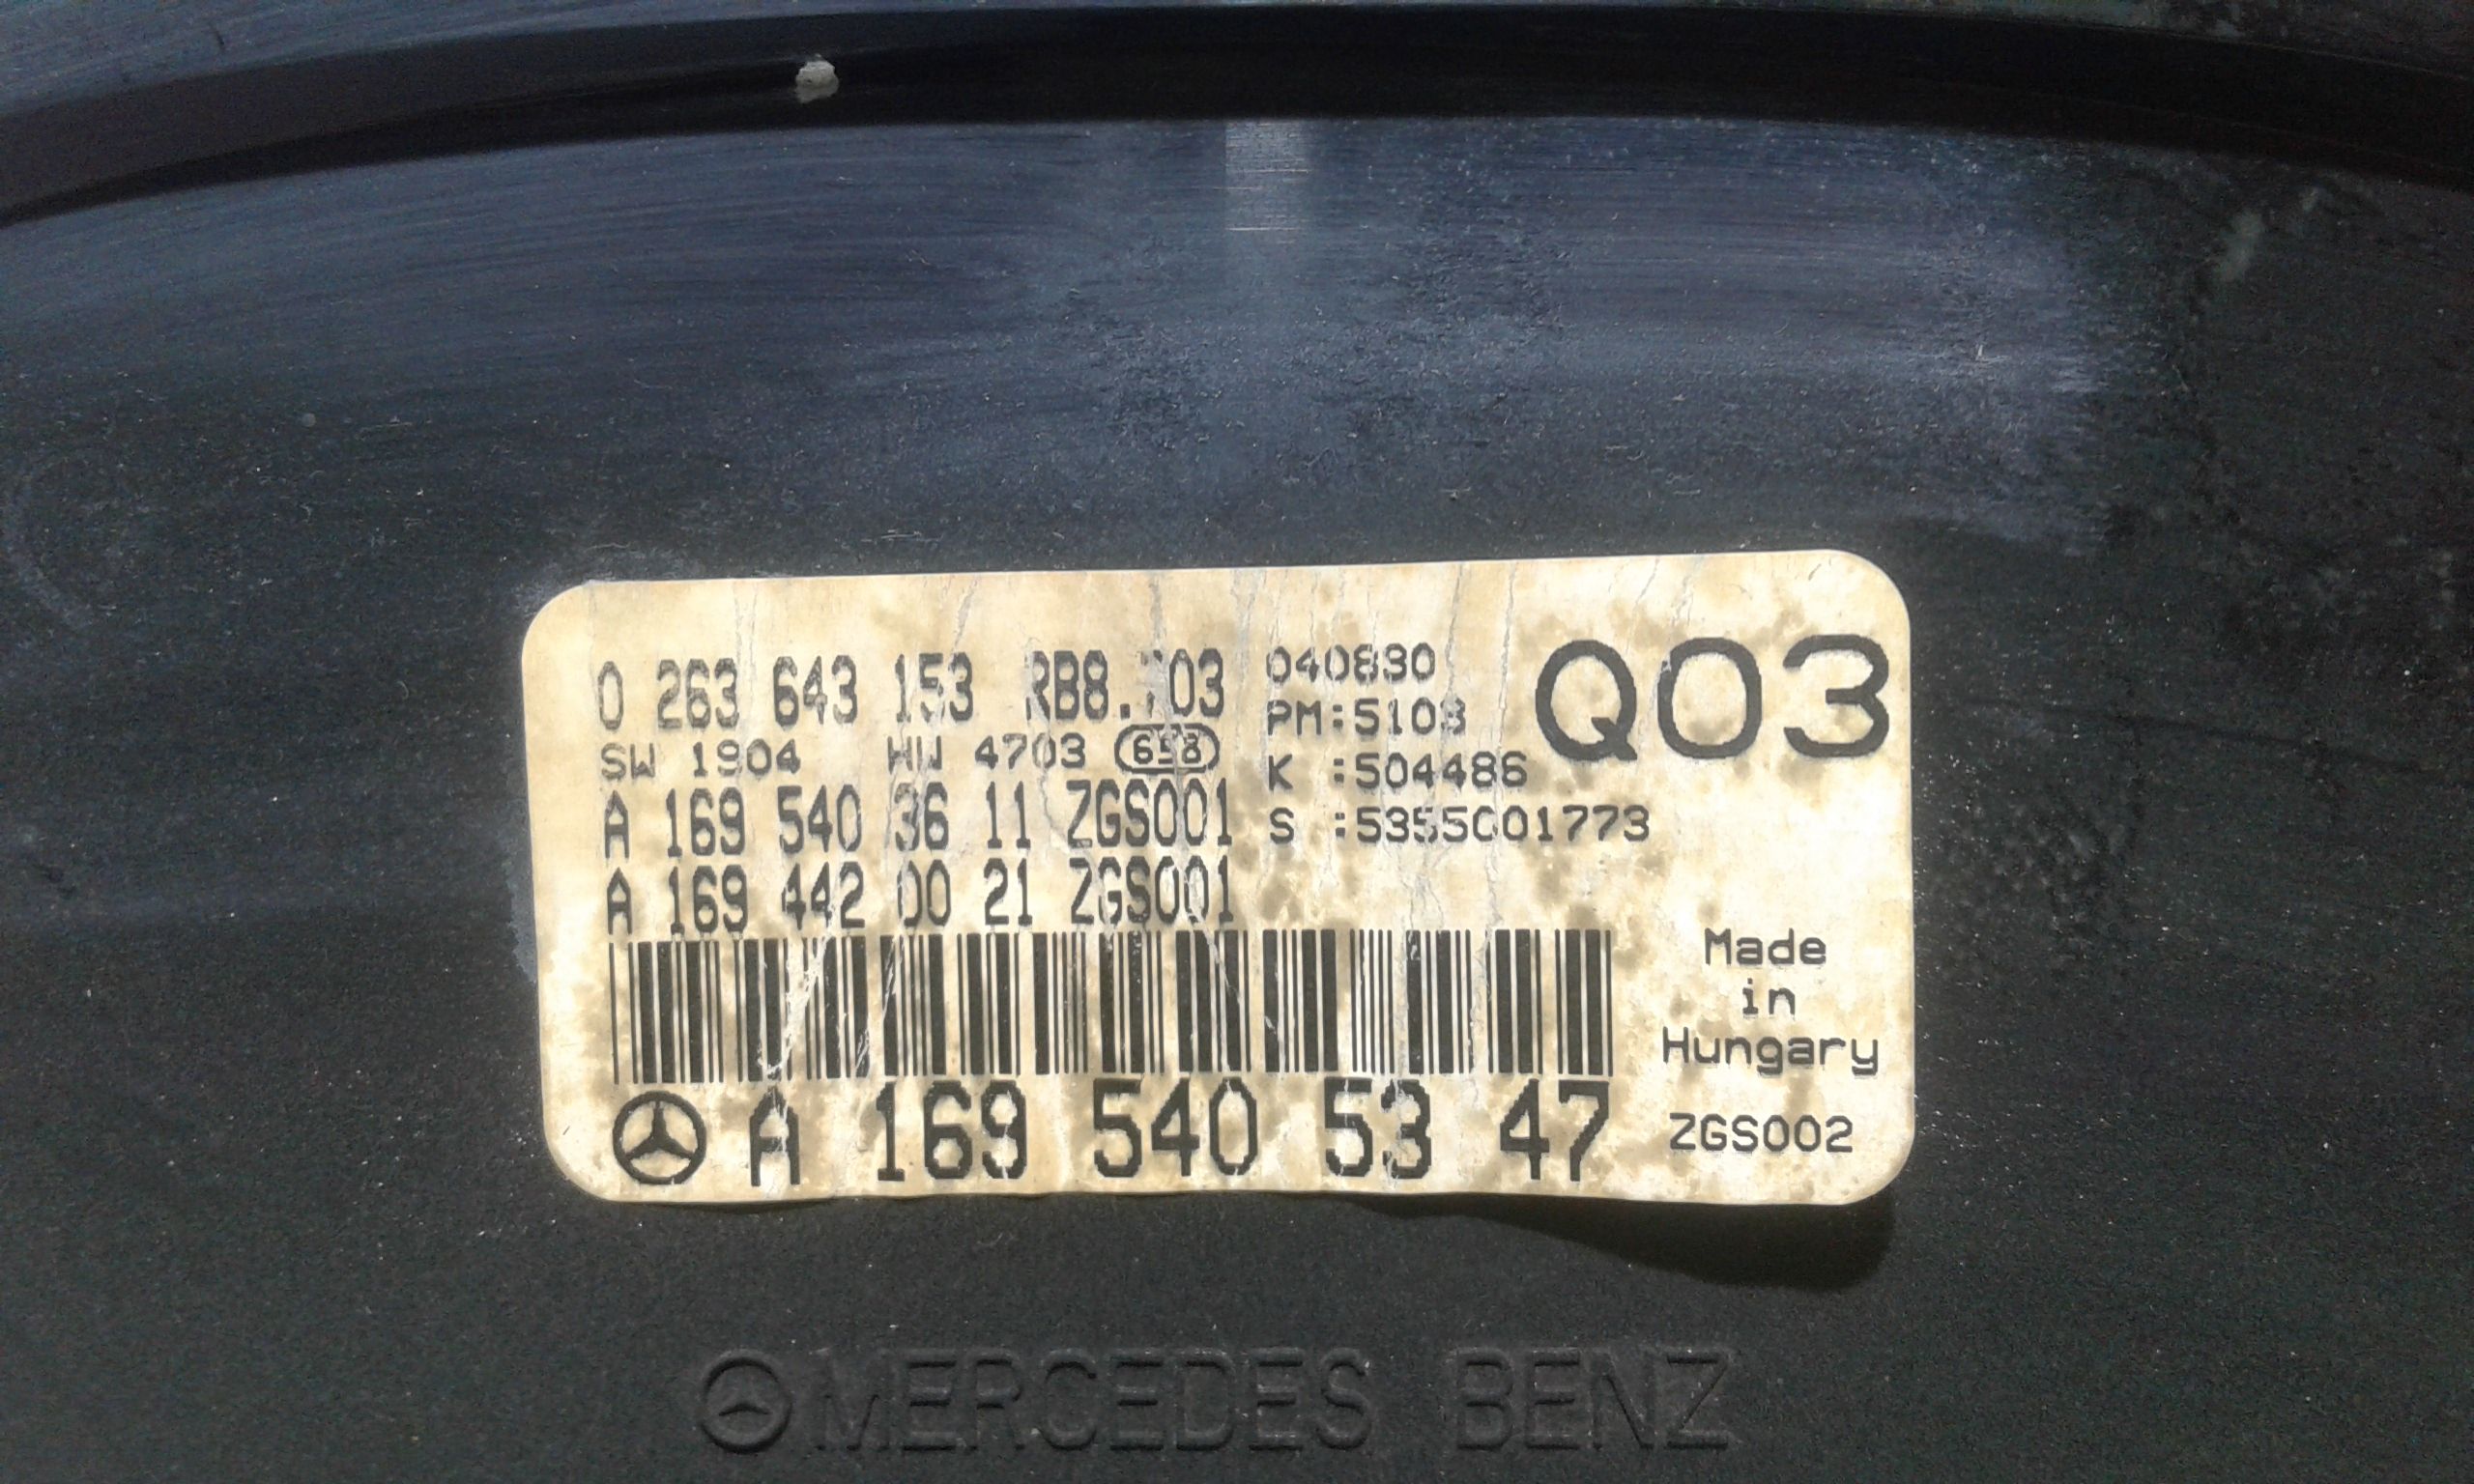 0 263 643 153
040830
Q03
SW 1904 HW 4703 658
PM:5103
K :504486
A 169 540 36 11 ZGS001
S :5355001773
A 169 442 00 21 ZGS001
Made
in
Hungary
A 169 540 53 47
ZGS002
MERCEDES BENZ